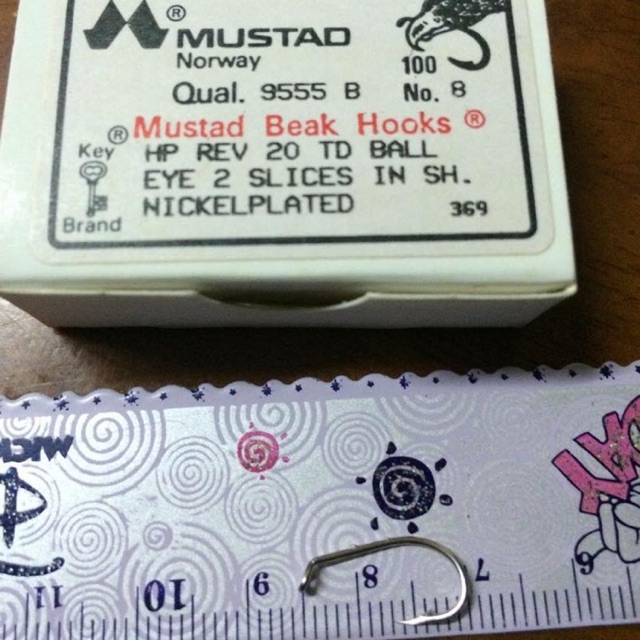 ® MUSTAD
Norway
100
Qual. 9555 B No. 8
® Mustad Beak Hooks ®
Key
HP REV 20 TD BALL
EYE 2 SLICES IN SH.
NICKELPLATED
369
Brand
11 10 9 8 7 6